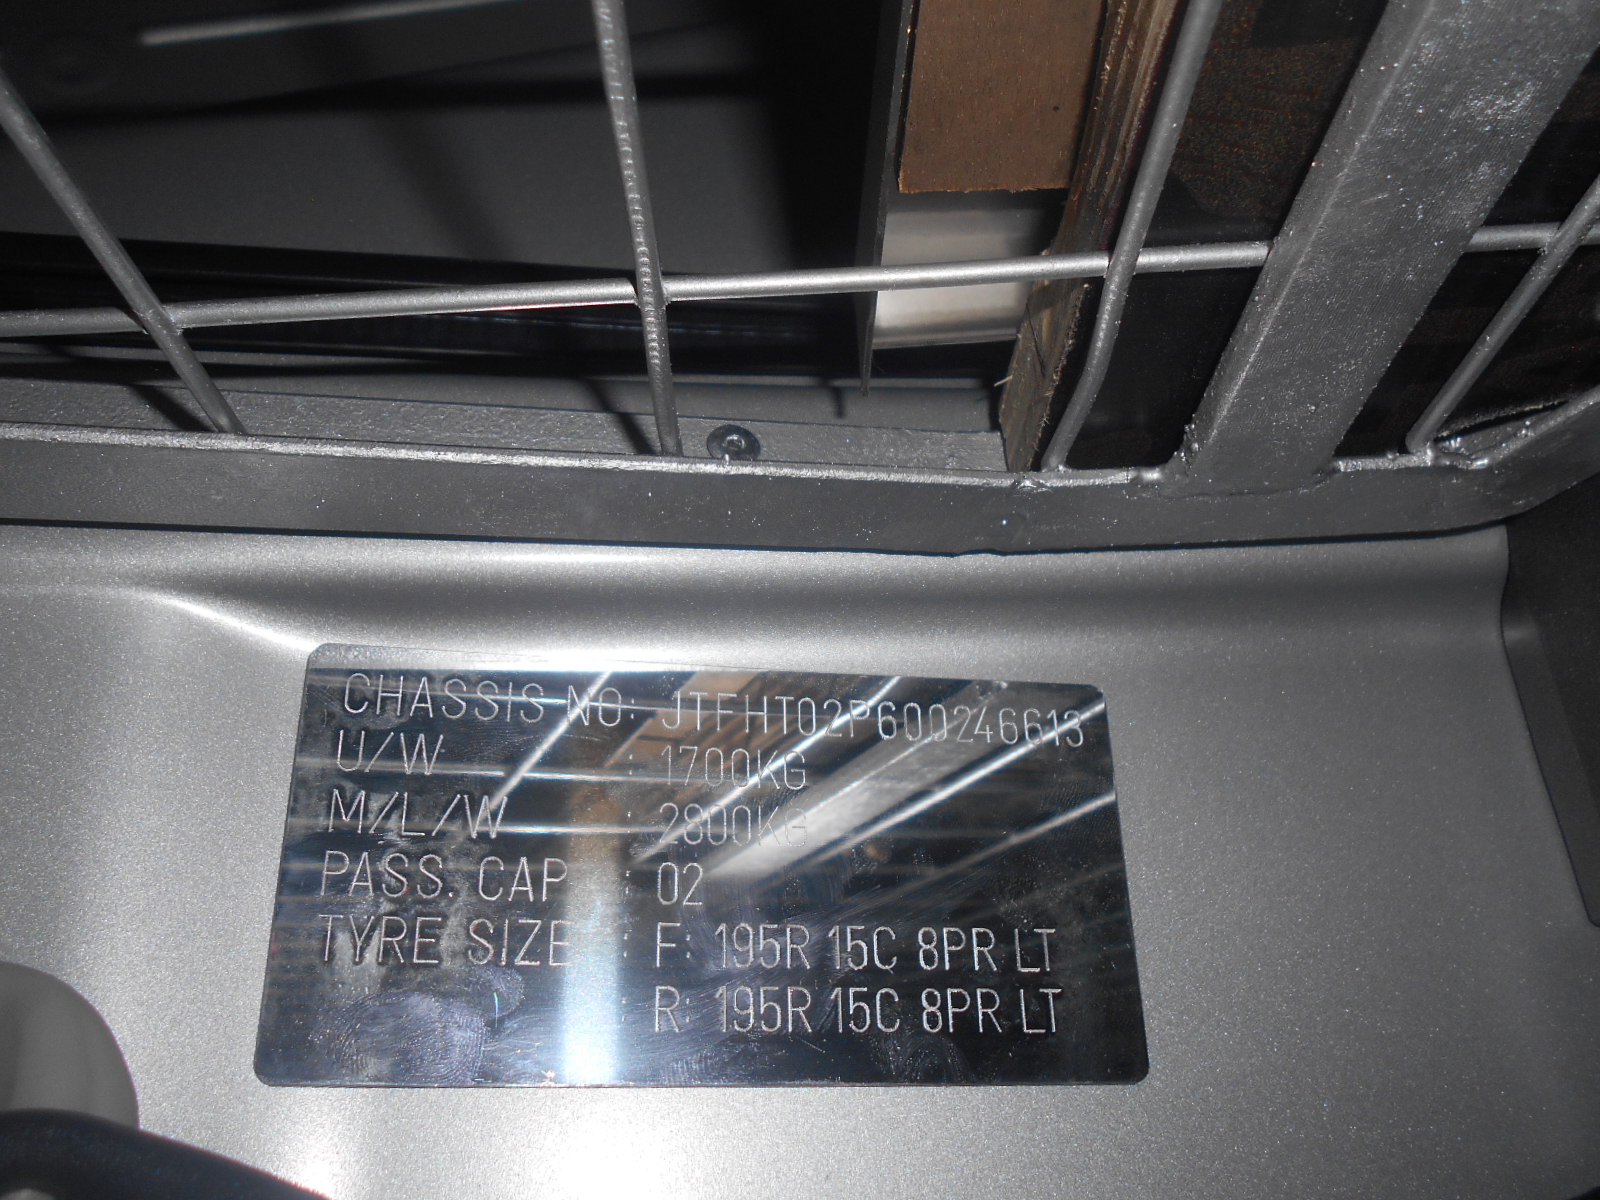 CHASSIS NO: JTFHT02P600246613
U/W : 1700KG
M/L/W : 2800KG
PASS. CAP : 02
TYRE SIZE : F: 195R 15C 8PR LT
: R: 195R 15C 8PR LT